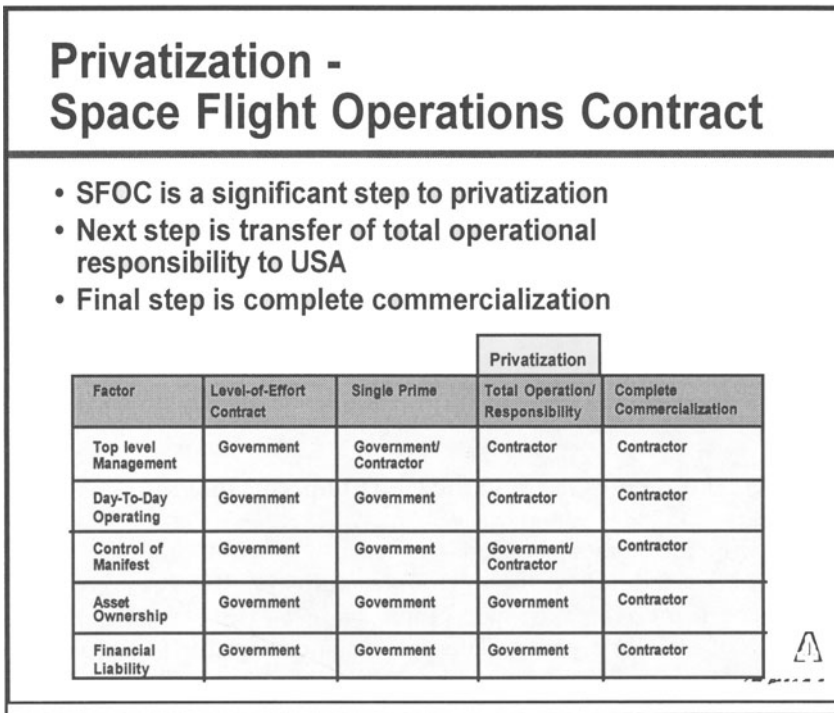 Privatization -
Space Flight Operations Contract
• SFOC is a significant step to privatization
• Next step is transfer of total operational
responsibility to USA
• Final step is complete commercialization
Privatization
Factor
Level-of-Effort
Contract
Single Prime
Total Operation/
Responsibility
Complete
Commercialization
Top level
Management
Government
Government/
Contractor
Contractor
Contractor
Day-To-Day
Operating
Government
Government
Contractor
Contractor
Control of
Manifest
Government
Government
Government/
Contractor
Contractor
Asset
Ownership
Government
Government
Government
Contractor
Financial
Liability
Government
Government
Government
Contractor